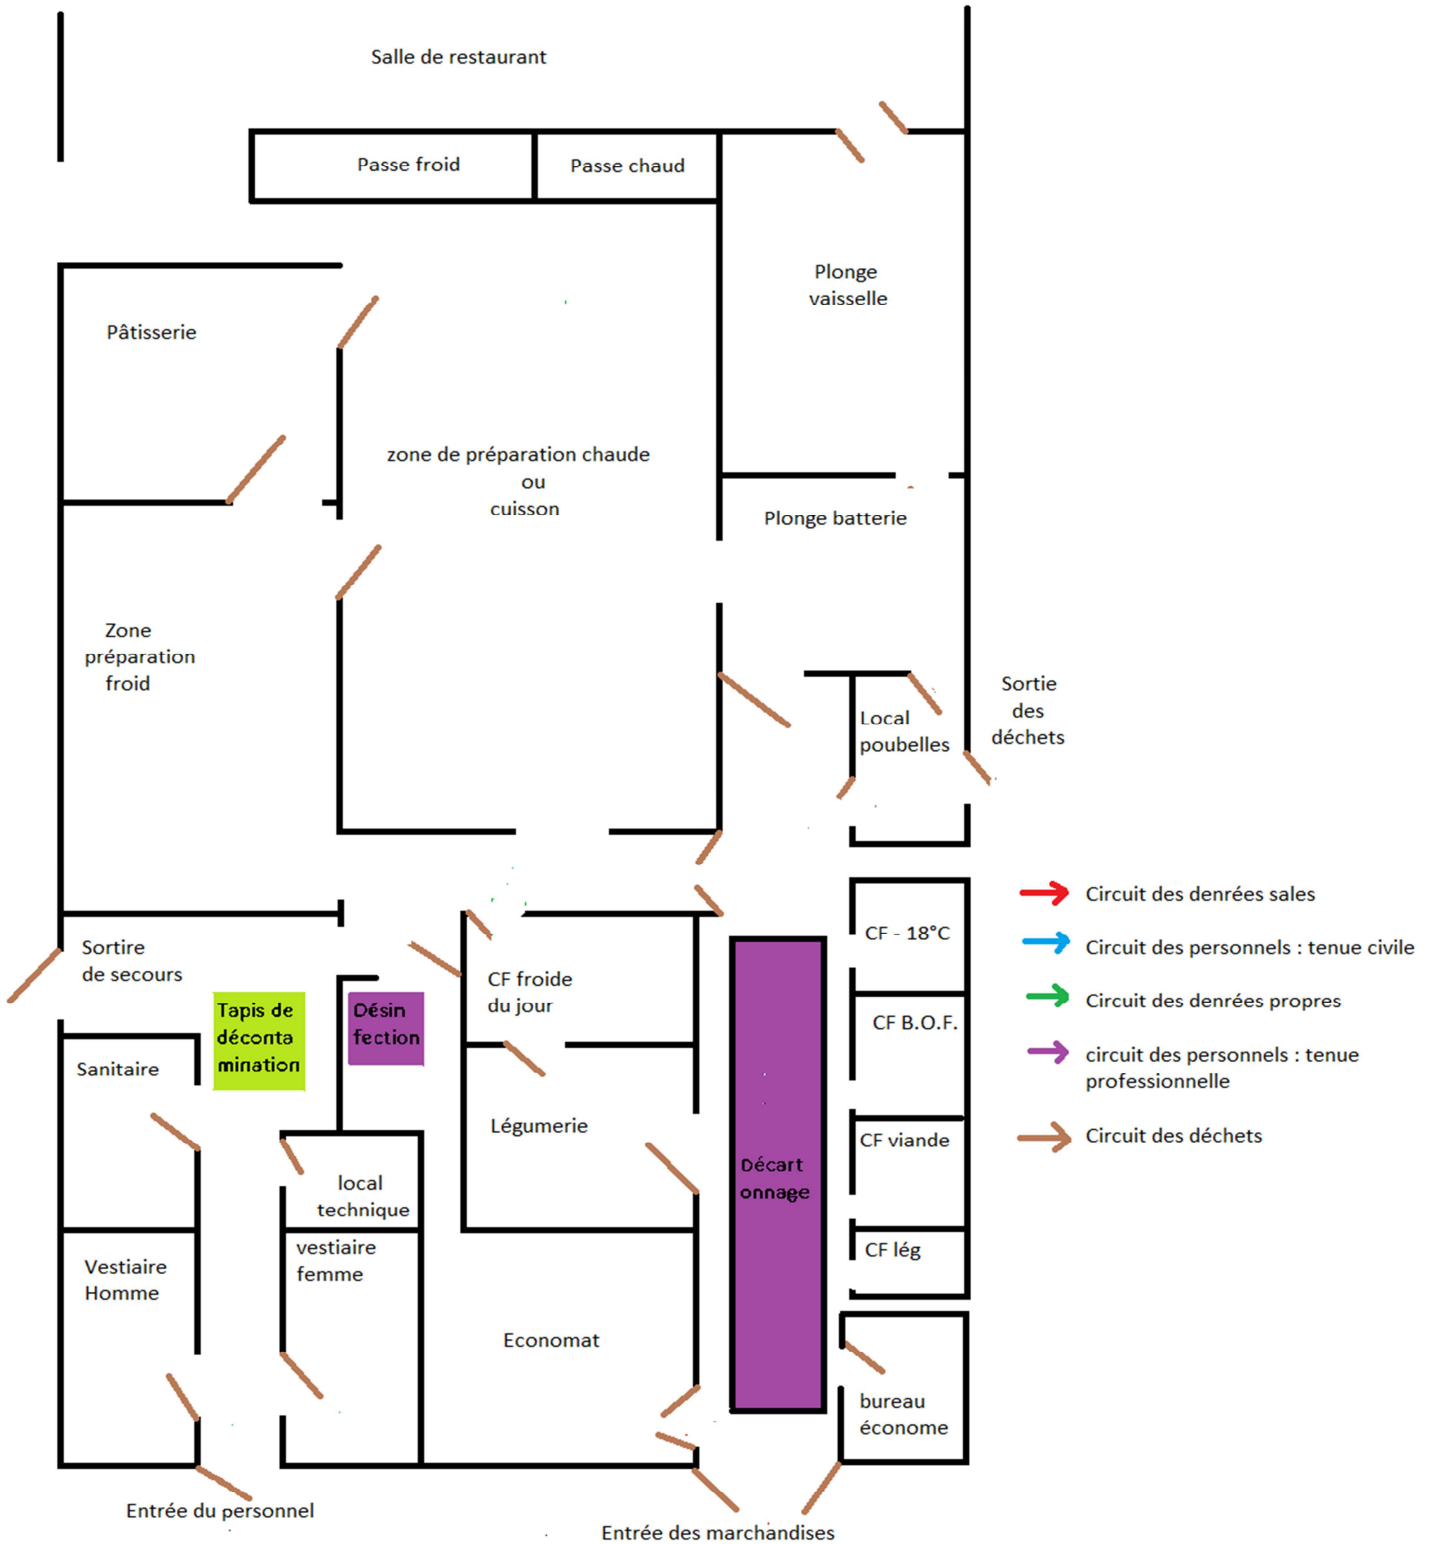 Salle de restaurant
Passe froid
Passe chaud
Plonge
vaisselle
Pâtisserie
zone de préparation chaude
ou
cuisson
Plonge batterie
Zone
préparation
froid
Sortie
des
déchets
Local
poubelles
Sortire
de secours
CF froide
du jour
CF - 18°C
CF B.O.F.
Tapis de
déconta
mination
Désin
fection
Sanitaire
Légumerie
CF viande
Décart
onnage
local
technique
CF lég
vestiaire
femme
Vestiaire
Homme
Economat
bureau
économe
Entrée du personnel
Entrée des marchandises
Circuit des denrées sales
Circuit des personnels : tenue civile
Circuit des denrées propres
circuit des personnels : tenue
professionnelle
Circuit des déchets